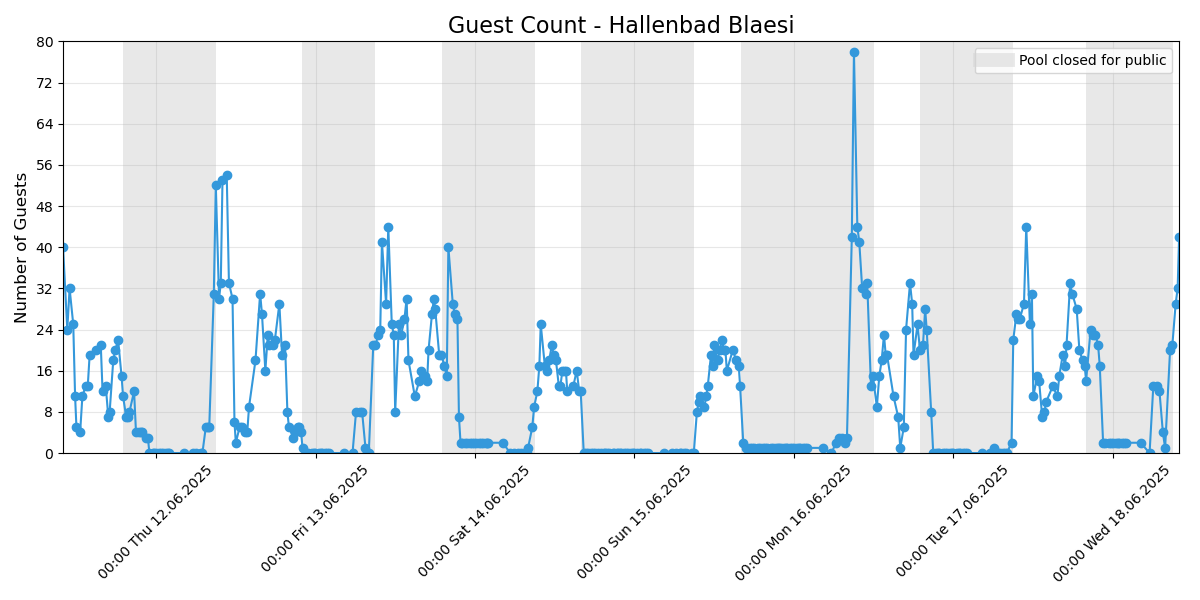 Guest Count - Hallenbad Blaesi
Pool closed for public
Number of Guests
80
72
64
56
48
40
32
24
16
8
0
00:00 Thu 12.06.2025
00:00 Fri 13.06.2025
00:00 Sat 14.06.2025
00:00 Sun 15.06.2025
00:00 Mon 16.06.2025
00:00 Tue 17.06.2025
00:00 Wed 18.06.2025